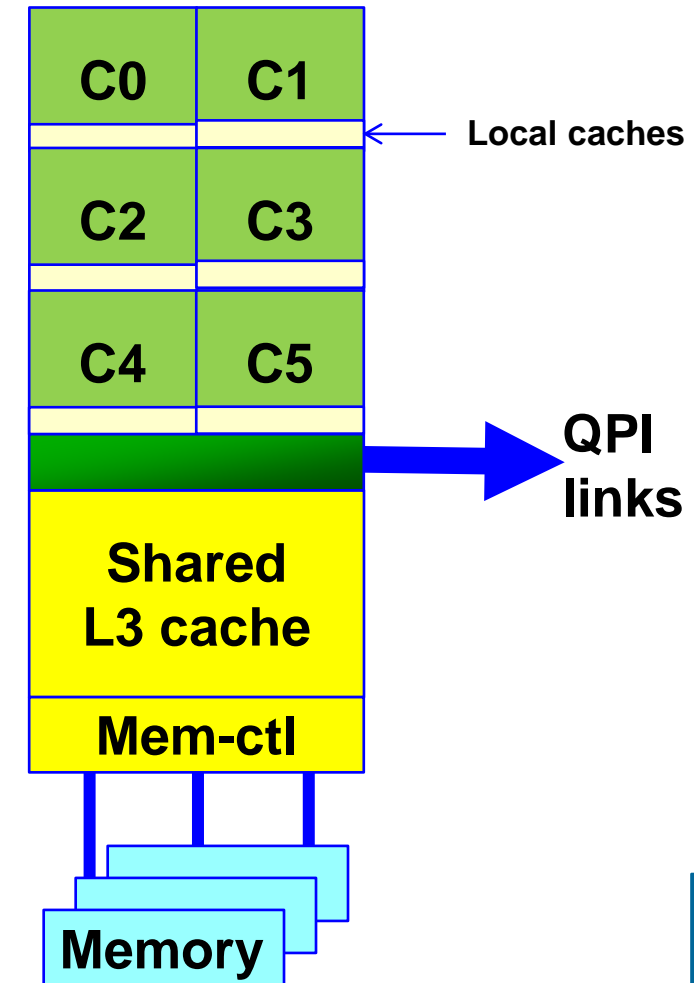 C0 C1
Local caches
C2 C3
C4 C5
QPI
links
Shared
L3 cache
Mem-ctl
Memory